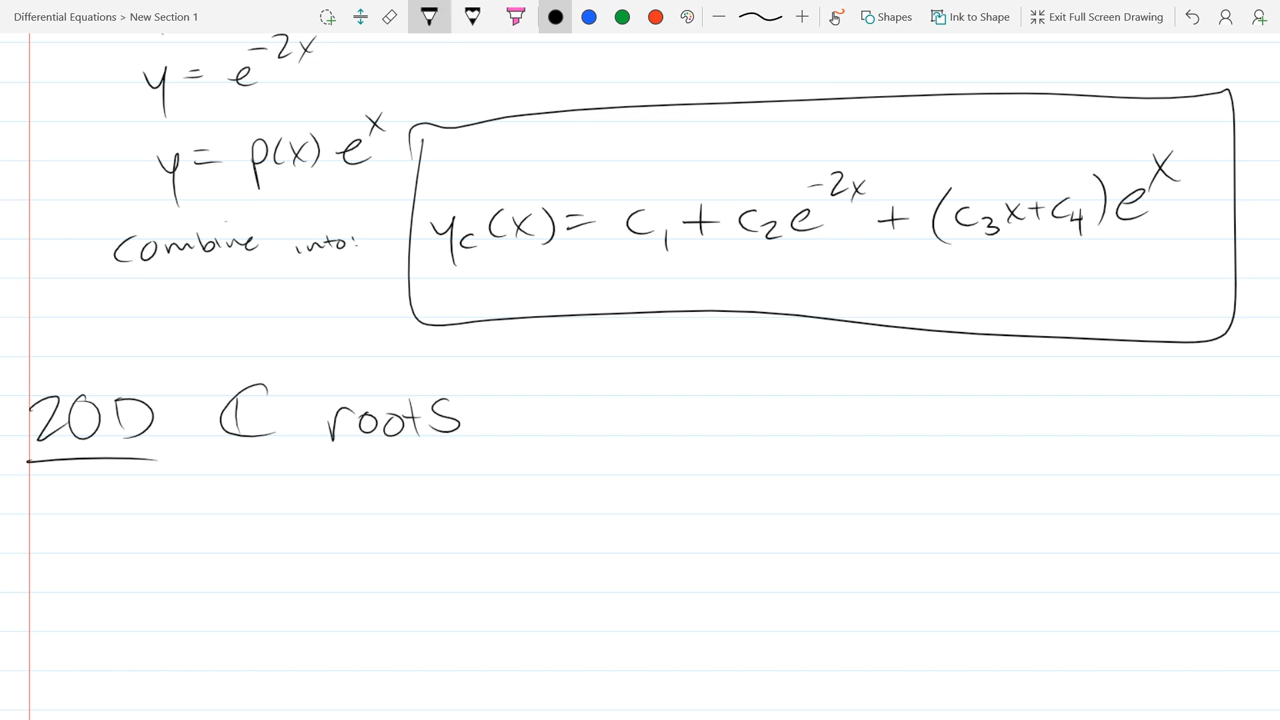 Differential Equations > New Section 1
Shapes
Ink to Shape
Exit Full Screen Drawing
y = e^{-2x}
y = p(x) e^x
combine into:
y_c(x) = c_1 + c_2 e^{-2x} + (c_3 x + c_4) e^x
20D ℂ roots